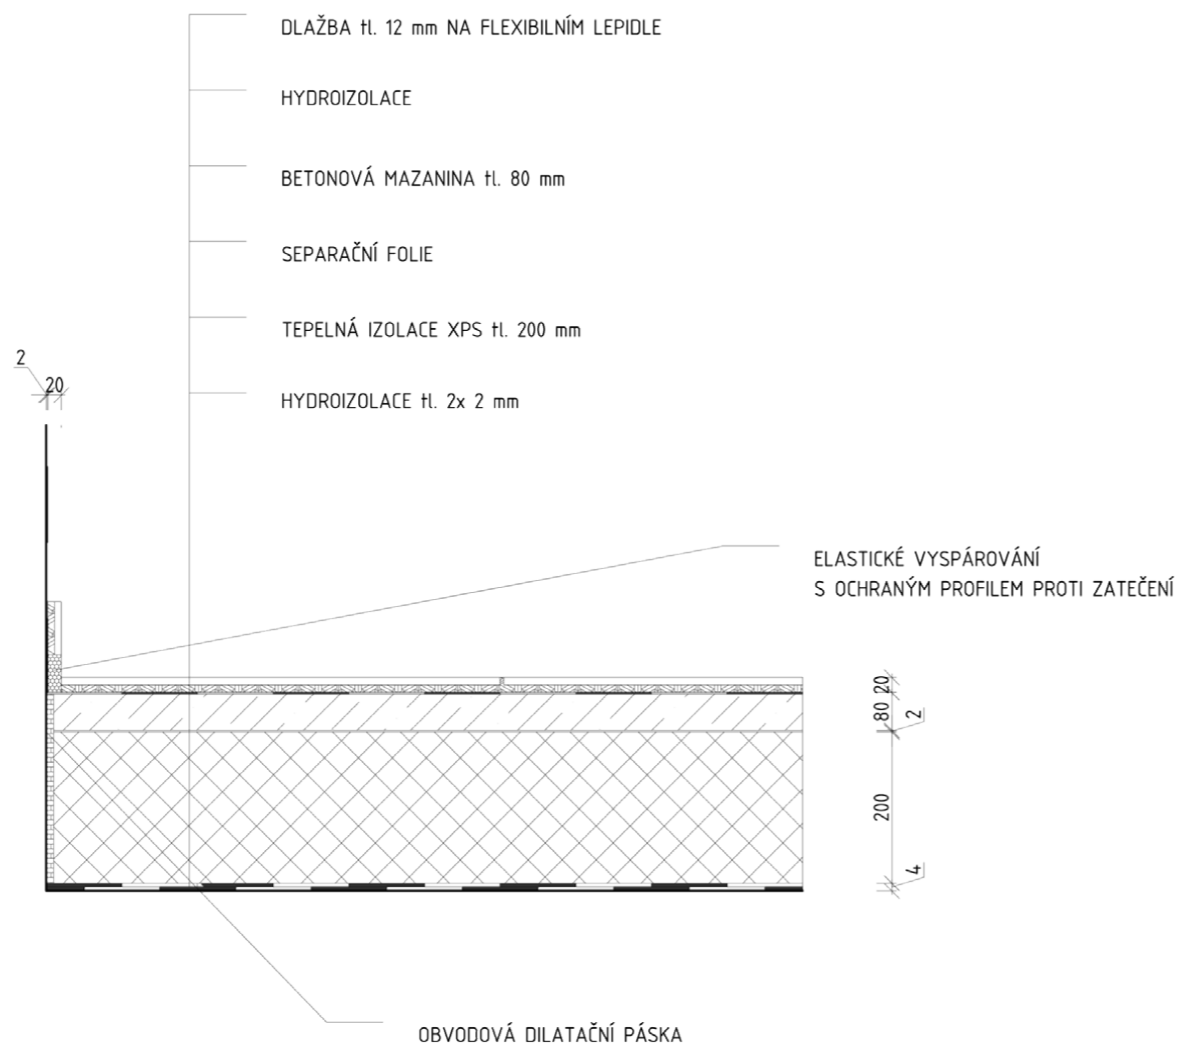 DLAŽBA tl. 12 mm NA FLEXIBILNÍM LEPIDLE
HYDROIZOLACE
BETONOVÁ MAZANINA tl. 80 mm
SEPARAČNÍ FOLIE
TEPELNÁ IZOLACE XPS tl. 200 mm
2
20
HYDROIZOLACE tl. 2x 2 mm
ELASTICKÉ VYSPÁROVÁNÍ
S OCHRANÝM PROFILEM PROTI ZATEČENÍ
20
80
2
200
4
OBVODOVÁ DILATAČNÍ PÁSKA